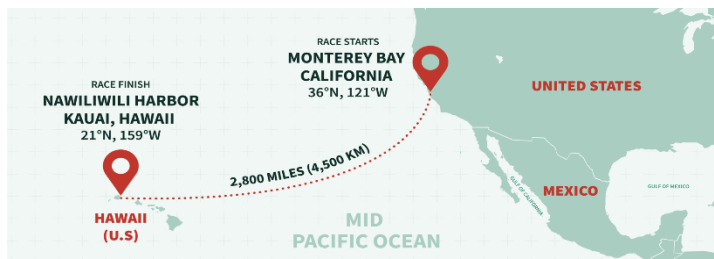 RACE STARTS
MONTEREY BAY
CALIFORNIA
36°N, 121°W
UNITED STATES
RACE FINISH
NAWILIWILI HARBOR
KAUAI, HAWAII
21°N, 159°W
2,800 MILES (4,500 KM)
GULF OF CALIFORNIA
MEXICO
GULF OF MEXICO
HAWAII
(U.S)
MID
PACIFIC OCEAN